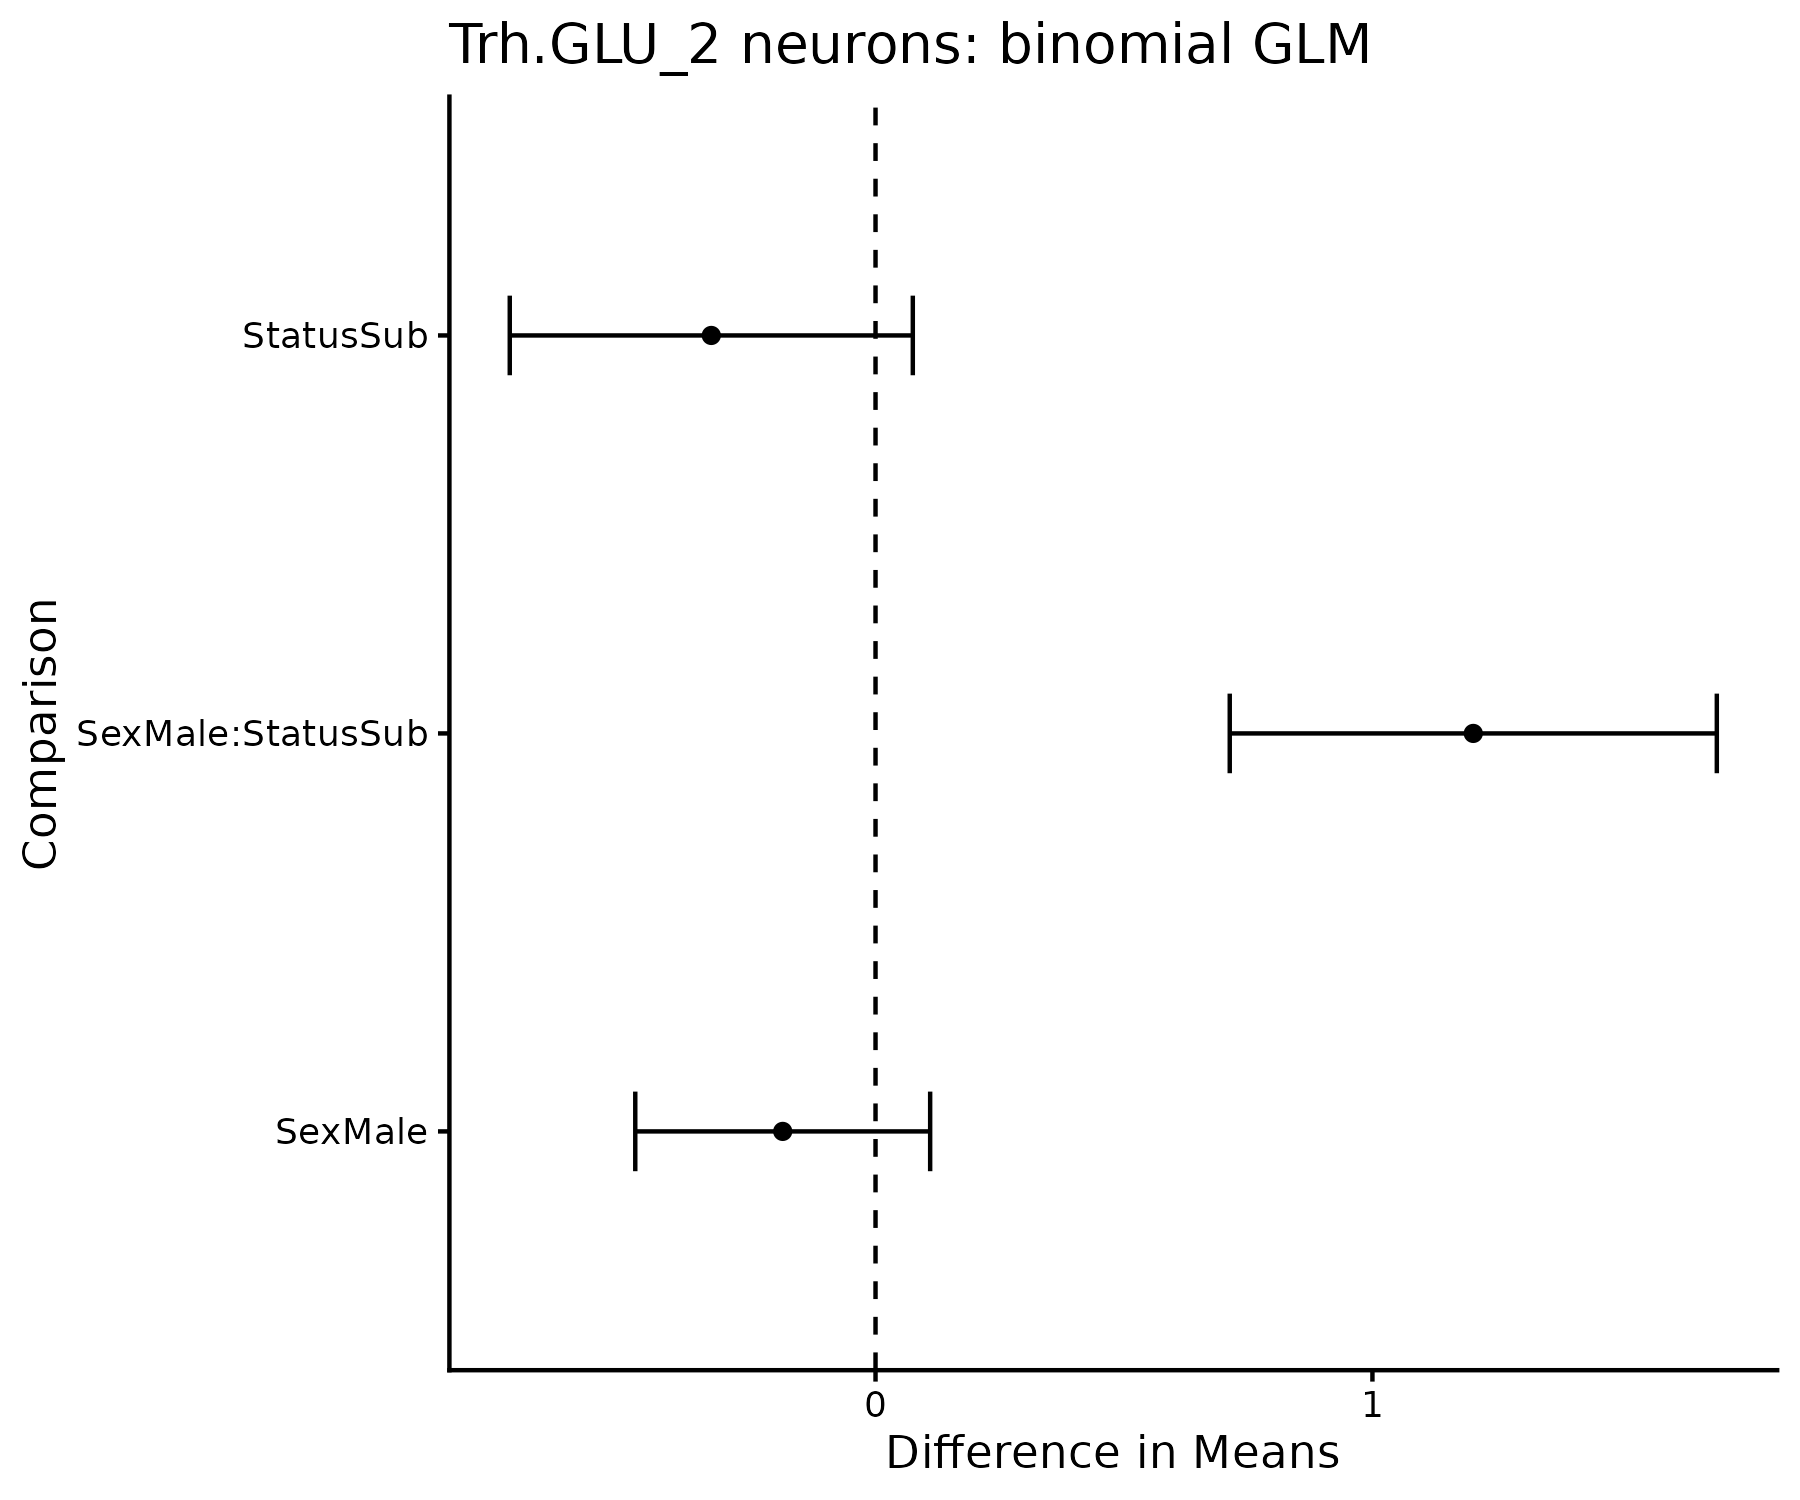 Trh.GLU_2 neurons: binomial GLM
Comparison
StatusSub
SexMale:StatusSub
SexMale
0 1
Difference in Means